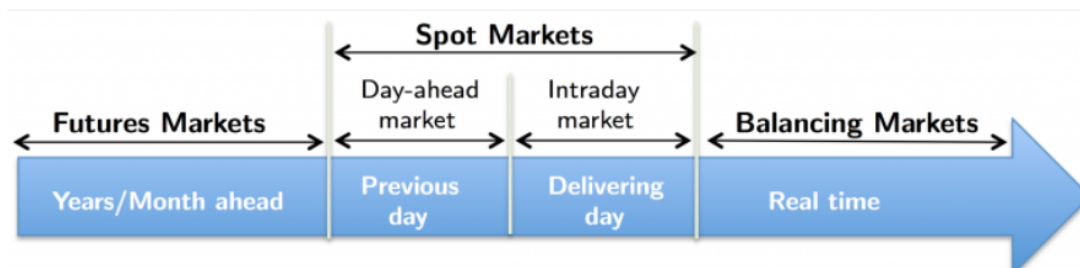 Spot Markets
Futures Markets
Day-ahead
market
Intraday
market
Balancing Markets
Years/Month ahead
Previous
day
Delivering
day
Real time